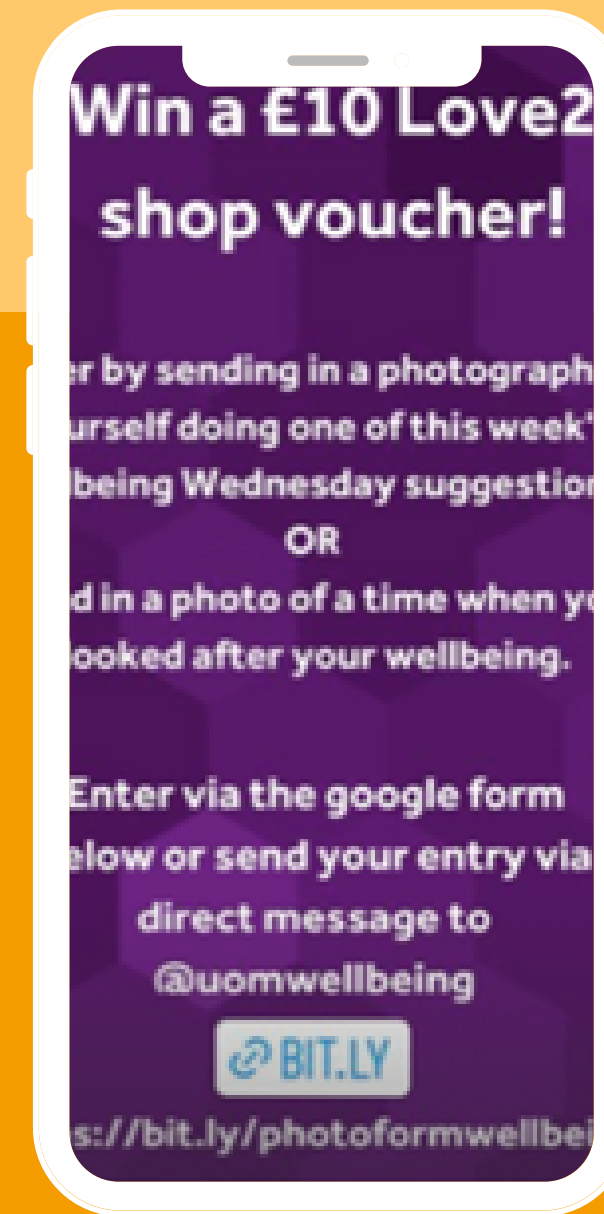 Win a £10 Love2
shop voucher!
er by sending in a photograph
urself doing one of this week'
lbeing Wednesday suggestion
OR
d in a photo of a time when yo
looked after your wellbeing.
Enter via the google form
elow or send your entry via
direct message to
@uomwellbeing
BIT.LY
s://bit.ly/photoformwellbei